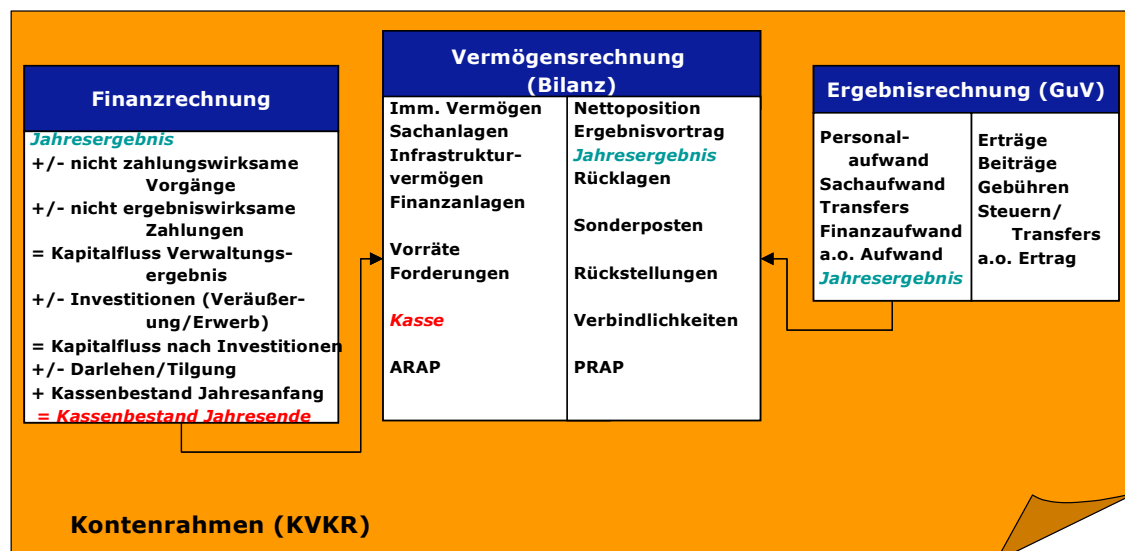 Finanzrechnung
Jahresergebnis
+/- nicht zahlungswirksame
Vorgänge
+/- nicht ergebniswirksame
Zahlungen
= Kapitalfluss Verwaltungs-
ergebnis
+/- Investitionen (Veräußer-
ung/Erwerb)
= Kapitalfluss nach Investitionen
+/- Darlehen/Tilgung
+ Kassenbestand Jahresanfang
= Kassenbestand Jahresende
Vermögensrechnung
(Bilanz)
Imm. Vermögen
Sachanlagen
Infrastruktur-
vermögen
Finanzanlagen
Vorräte
Forderungen
Kasse
ARAP
Nettoposition
Ergebnisvortrag
Jahresergebnis
Rücklagen
Sonderposten
Rückstellungen
Verbindlichkeiten
PRAP
Ergebnisrechnung (GuV)
Personal-
aufwand
Sachaufwand
Transfers
Finanzaufwand
a.o. Aufwand
Jahresergebnis
Erträge
Beiträge
Gebühren
Steuern/
Transfers
a.o. Ertrag
Kontenrahmen (KVKR)